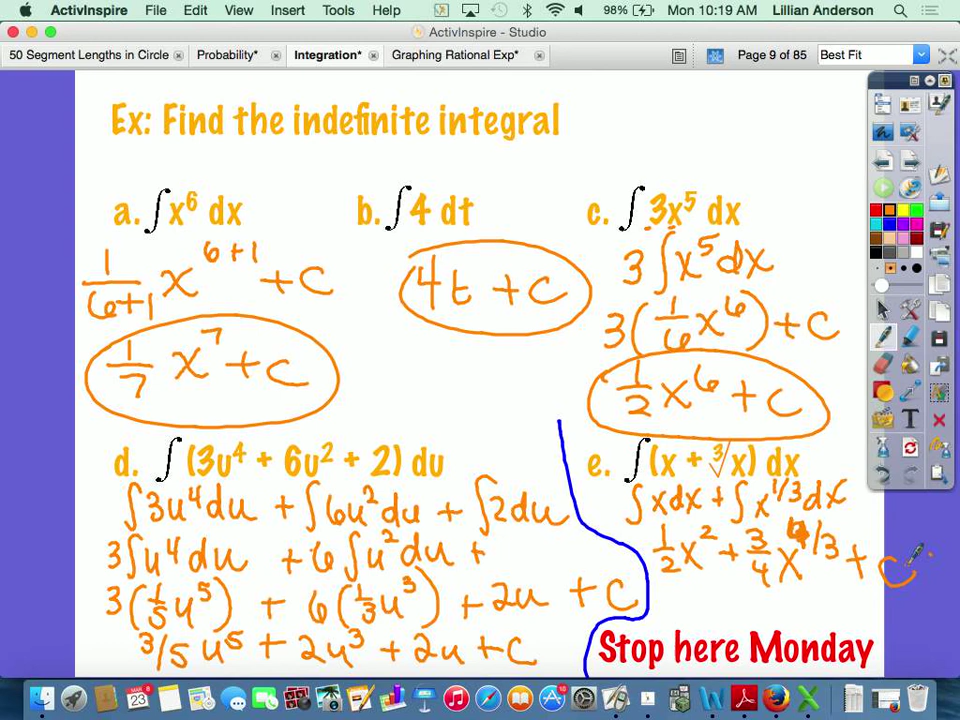 ActivInspire File Edit View Insert Tools Help 98% Mon 10:19 AM Lillian Anderson
ActivInspire - Studio
50 Segment Lengths in Circle Probability* Integration* Graphing Rational Exp* Page 9 of 85 Best Fit
Ex: Find the indefinite integral
a. ∫x⁶ dx b. ∫4 dt c. ∫3x⁵ dx
1/(6+1) x^(6+1) + C 4t + C 3∫x⁵dx
3(1/6 x⁶) + C
1/7 x⁷ + C 1/2 x⁶ + C
d. ∫(3u⁴ + 6u² + 2) du e. ∫(x + ∛x) dx
∫3u⁴du + ∫6u²du + ∫2du ∫xdx + ∫x^(1/3)dx
3∫u⁴du + 6∫u²du + 1/2 x² + 3/4 x^(4/3) + C
3(1/5 u⁵) + 6(1/3 u³) + 2u + C
3/5 u⁵ + 2u³ + 2u + C Stop here Monday